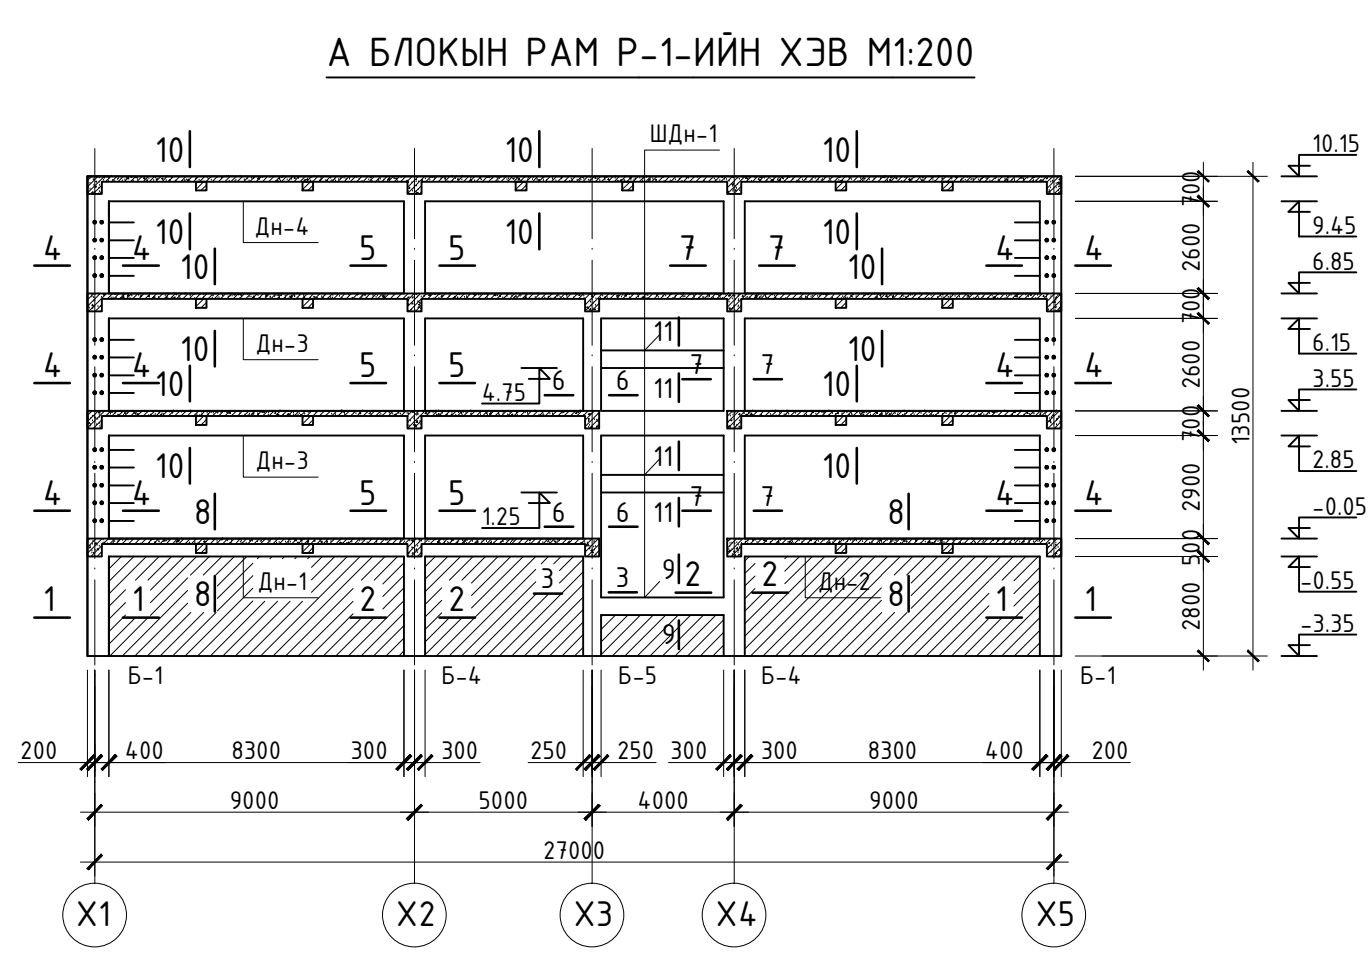 А БЛОКЫН РАМ Р-1-ИЙН ХЭВ М1:200
10 10 ШДн-1 10 10.15
700
4 4 10 10 Дн-4 5 5 10 7 7 10 10 4 4 2600 9.45
6.85
700
4 4 10 10 Дн-3 5 5 4.75 6 6 11 11 7 7 10 4 4 2600 13500 6.15
3.55
700
4 4 10 8 Дн-3 5 5 1.25 6 6 11 11 7 7 10 8 4 4 2900 2.85
-0.05
500
1 1 8 Дн-1 2 2 3 3 9 2 2 Дн-2 8 1 1 2800 -0.55
9 -3.35
Б-1 Б-4 Б-5 Б-4 Б-1
200 400 8300 300 300 250 250 300 300 8300 400 200
9000 5000 4000 9000
27000
Х1 Х2 Х3 Х4 Х5